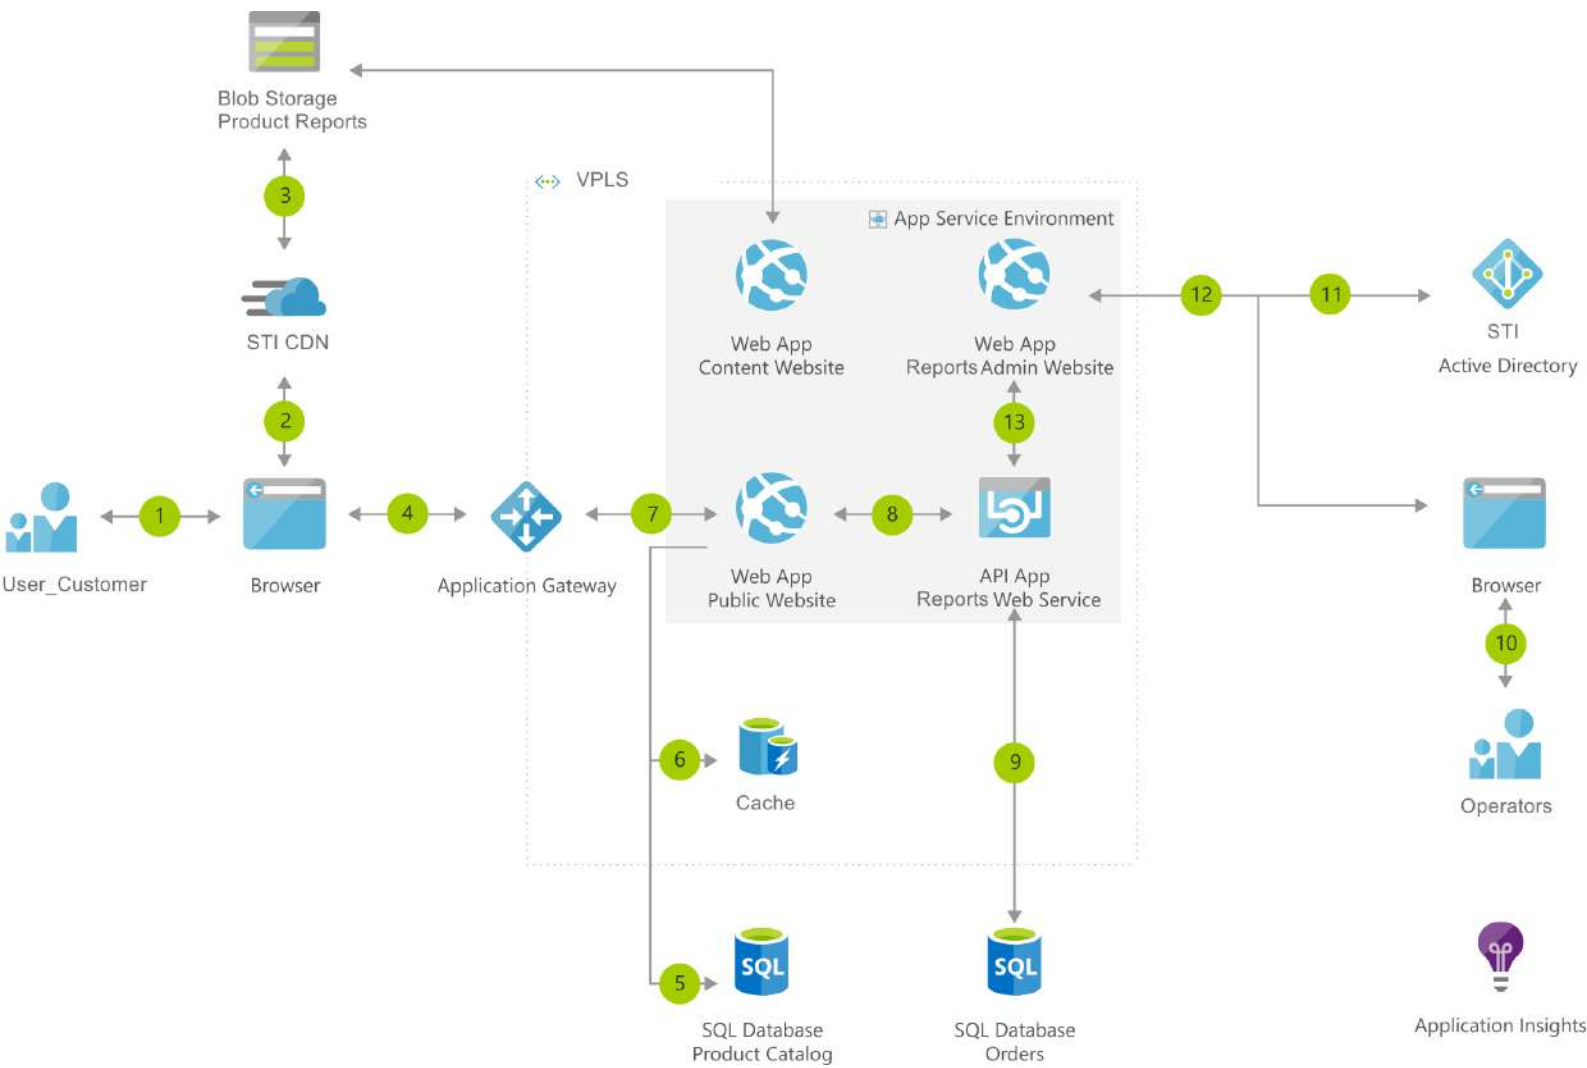 Blob Storage
Product Reports
3
VPLS
App Service Environment
STI CDN
Web App
Content Website
Web App
Reports Admin Website
12
11
STI
Active Directory
2
13
1
4
7
8
User_Customer
Browser
Application Gateway
Web App
Public Website
API App
Reports Web Service
Browser
10
6
Cache
9
Operators
5
SQL
SQL Database
Product Catalog
SQL
SQL Database
Orders
Application Insights